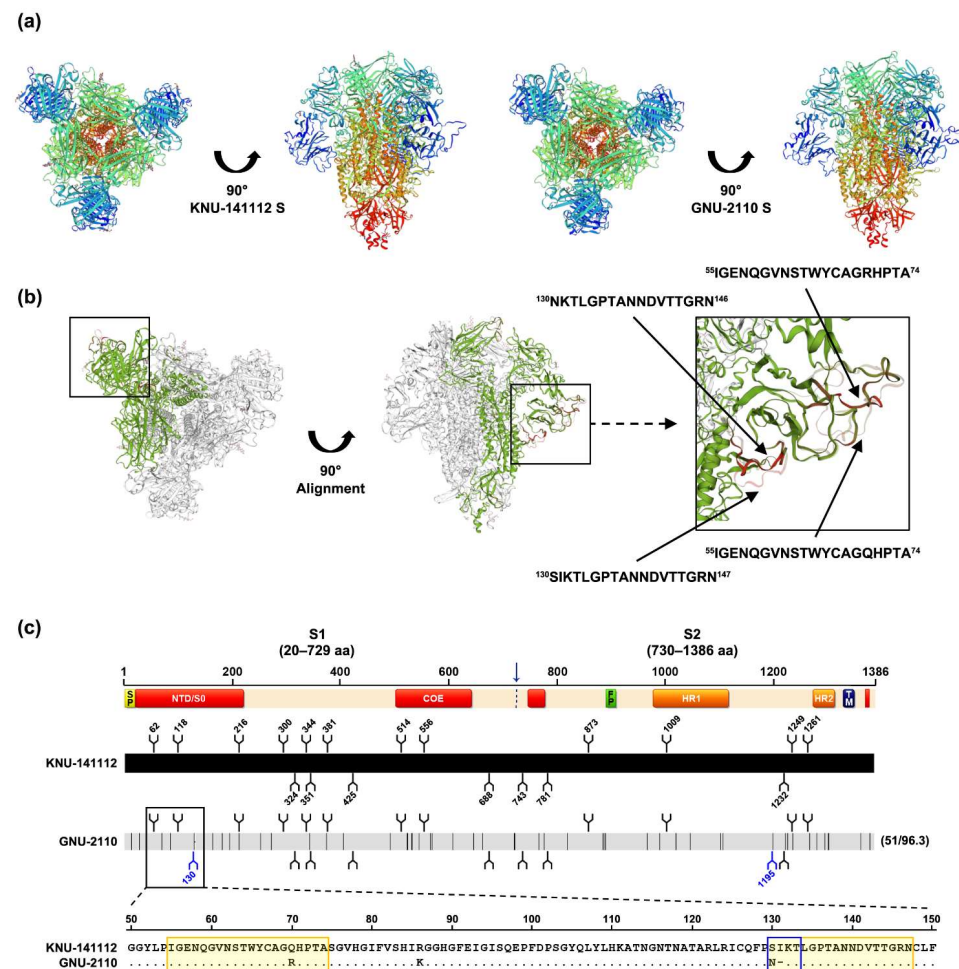 (a)
90°
KNU-141112 S
90°
GNU-2110 S
(b)
90°
Alignment
⁵⁵IGENQGVNSTWYCAGRHPTA⁷⁴
¹³⁰NKTLGPTANNDVTTGRN¹⁴⁶
⁵⁵IGENQGVNSTWYCAGQHPTA⁷⁴
¹³⁰SIKTLGPTANNDVTTGRN¹⁴⁷
(c)
S1 S2
(20–729 aa) (730–1386 aa)
1 200 400 600 800 1000 1200 1386
SP NTD/S0 COE FP HR1 HR2 TM
62 118 216 300 344 381 514 556 873 1009 1249 1261
KNU-141112
324 351 425 688 743 781 1232
GNU-2110 (51/96.3)
130 1195
50 60 70 80 90 100 110 120 130 140 150
KNU-141112 GGYLPIGENQGVNSTWYCAGQHPTASGVHGIFVSHIRGGHGFEIGISQEPFDPSGYQLYLHKATNGNTNATARLRICQFPSIKTLGPTANNDVTTGRNCLF
GNU-2110 ....................R...............K...........................................N-...................